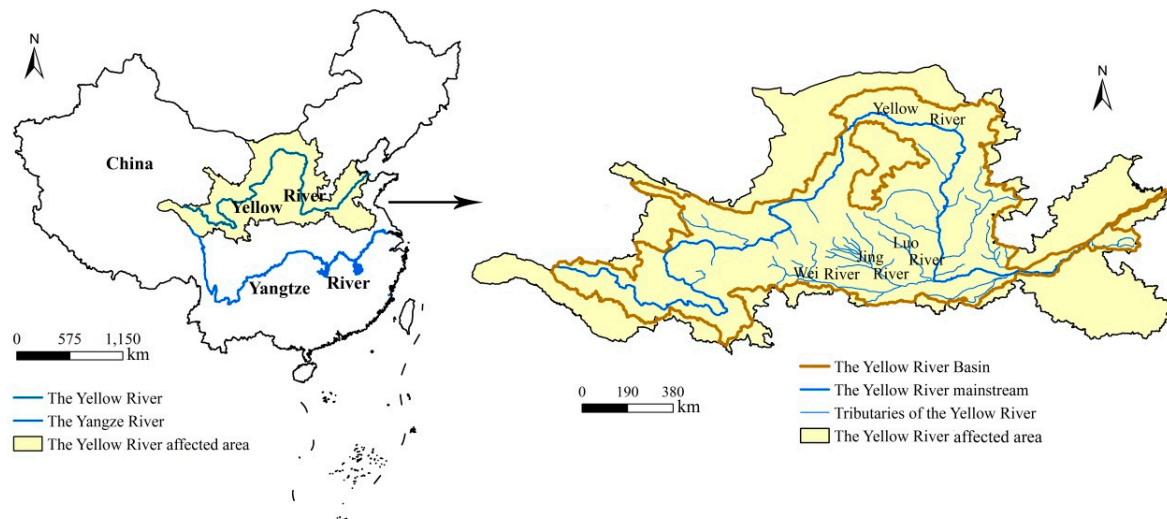 N
China
Yellow
River
Yangtze
River
0 575 1,150
km
The Yellow River
The Yangze River
The Yellow River affected area
N
Yellow
River
Luo
River
Jing
River
Wei River
0 190 380
km
The Yellow River Basin
The Yellow River mainstream
Tributaries of the Yellow River
The Yellow River affected area